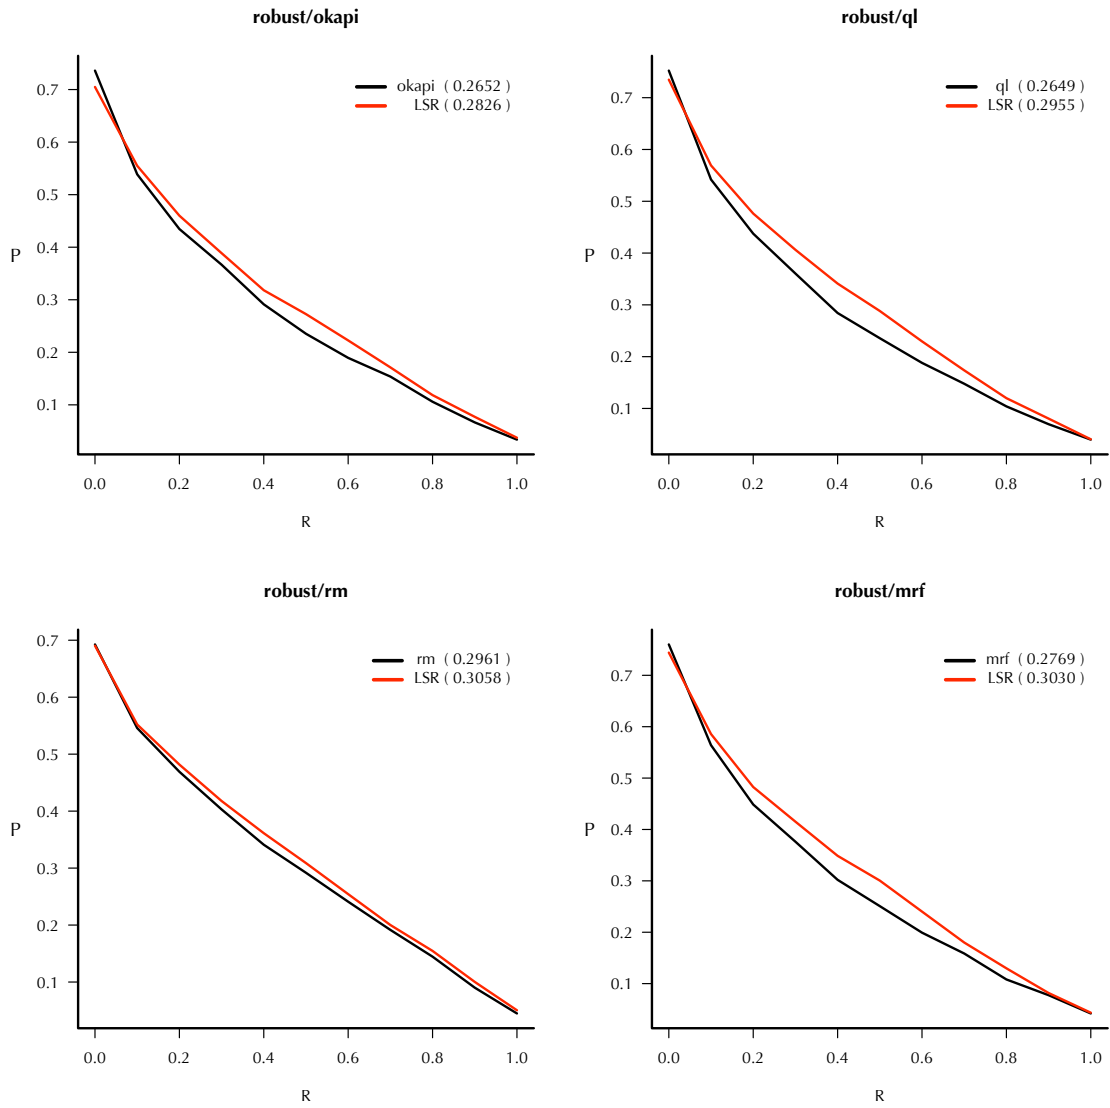 robust/okapi
okapi ( 0.2652 )
LSR ( 0.2826 )
P
0.7
0.6
0.5
0.4
0.3
0.2
0.1
0.0 0.2 0.4 0.6 0.8 1.0
R
robust/ql
ql ( 0.2649 )
LSR ( 0.2955 )
P
0.7
0.6
0.5
0.4
0.3
0.2
0.1
0.0 0.2 0.4 0.6 0.8 1.0
R
robust/rm
rm ( 0.2961 )
LSR ( 0.3058 )
P
0.7
0.6
0.5
0.4
0.3
0.2
0.1
0.0 0.2 0.4 0.6 0.8 1.0
R
robust/mrf
mrf ( 0.2769 )
LSR ( 0.3030 )
P
0.7
0.6
0.5
0.4
0.3
0.2
0.1
0.0 0.2 0.4 0.6 0.8 1.0
R